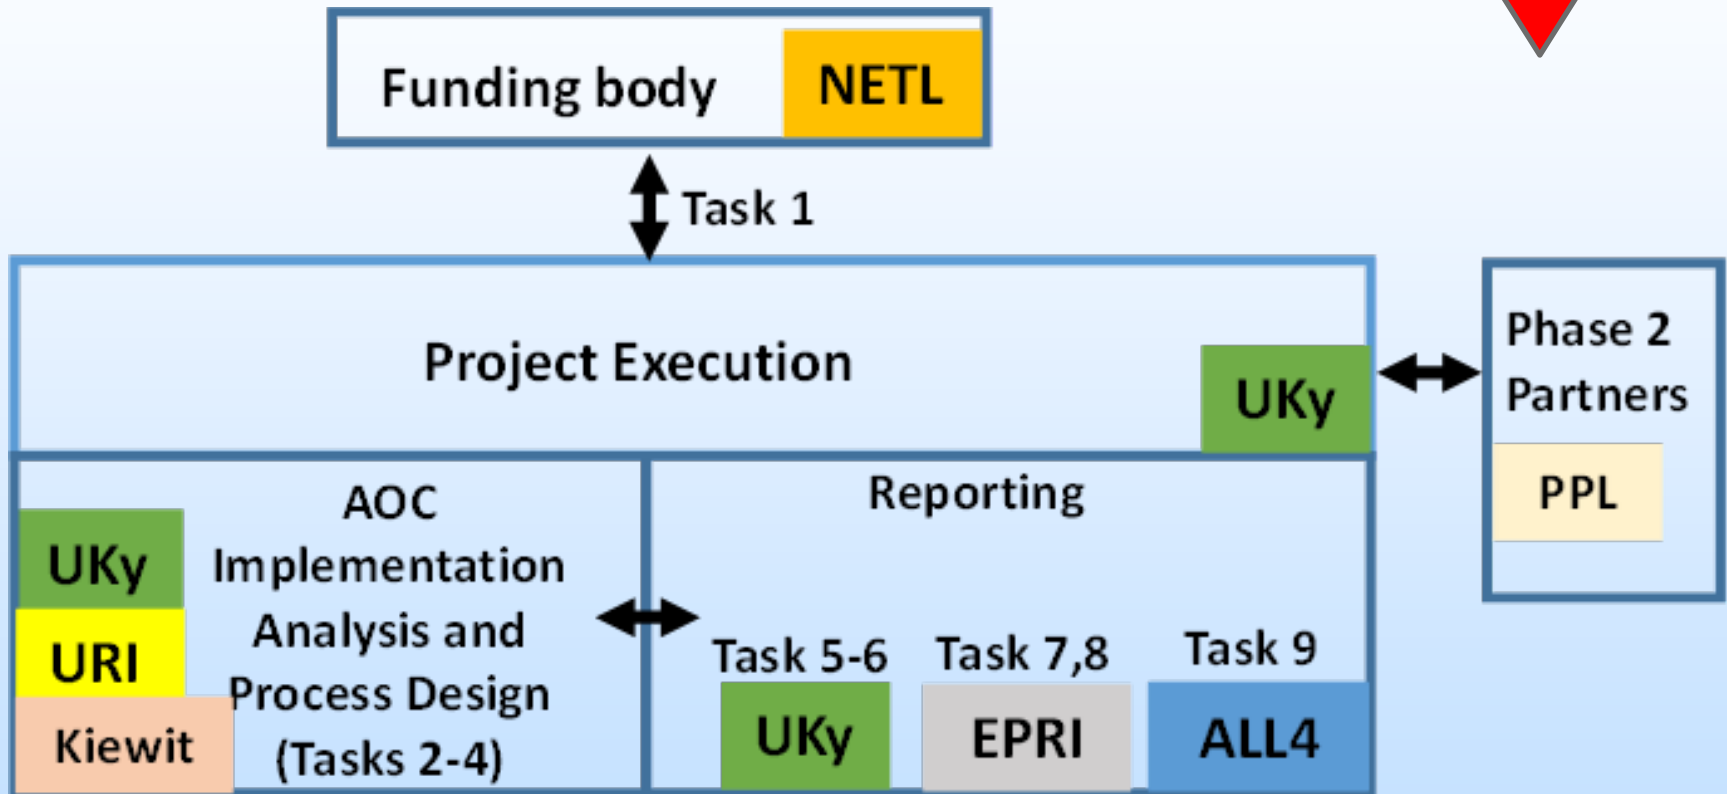 Funding body
NETL
Task 1
Project Execution
UKy
Phase 2
Partners
PPL
UKy
URI
Kiewit
AOC
Implementation
Analysis and
Process Design
(Tasks 2-4)
Reporting
Task 5-6
UKy
Task 7,8
EPRI
Task 9
ALL4